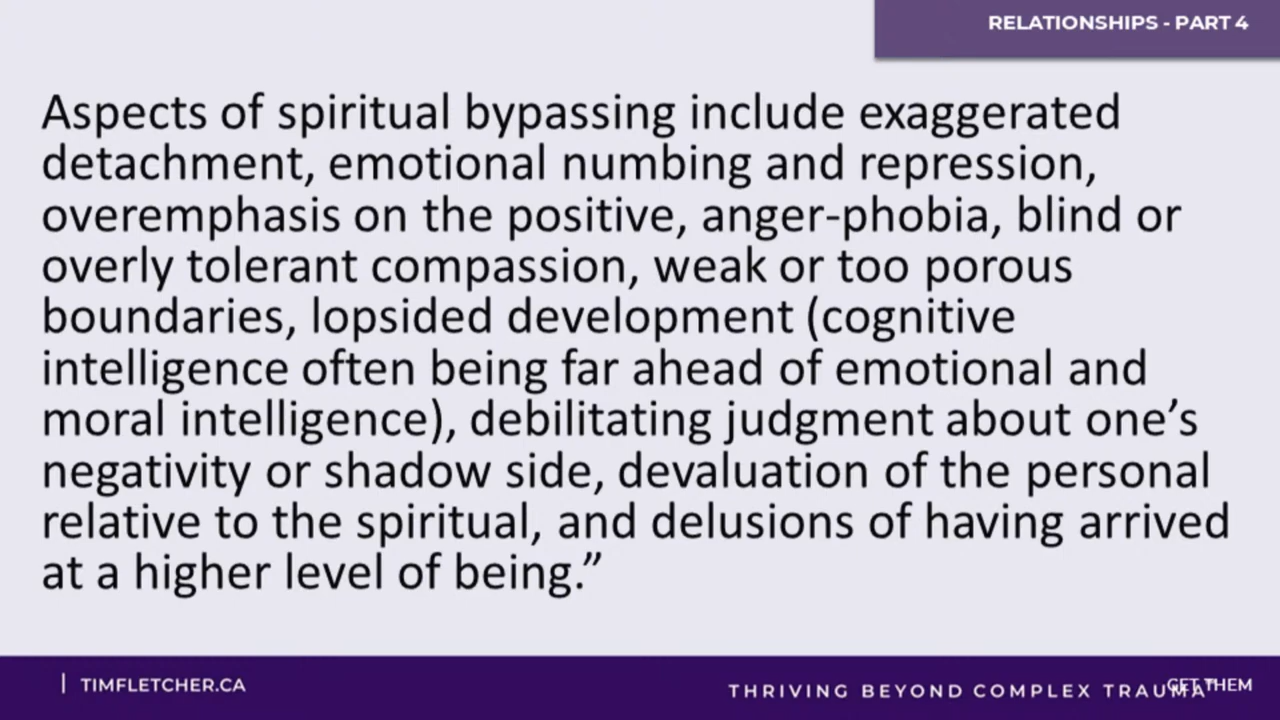 RELATIONSHIPS - PART 4
Aspects of spiritual bypassing include exaggerated
detachment, emotional numbing and repression,
overemphasis on the positive, anger-phobia, blind or
overly tolerant compassion, weak or too porous
boundaries, lopsided development (cognitive
intelligence often being far ahead of emotional and
moral intelligence), debilitating judgment about one’s
negativity or shadow side, devaluation of the personal
relative to the spiritual, and delusions of having arrived
at a higher level of being.”
| TIMFLETCHER.CA
THRIVING BEYOND COMPLEX TRAUMA
GET THEM